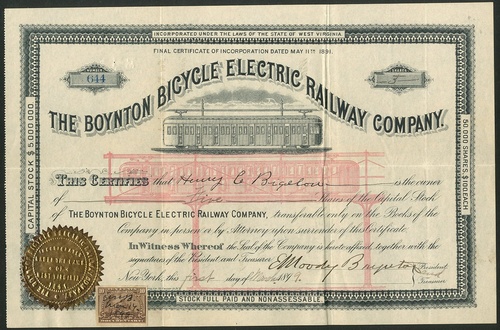 INCORPORATED UNDER THE LAWS OF THE STATE OF WEST VIRGINIA
FINAL CERTIFICATE OF INCORPORATION DATED MAY 11TH 1891.
644
5
THE BOYNTON BICYCLE ELECTRIC RAILWAY COMPANY.
CAPITAL STOCK $5,000,000
50,000 SHARES, $100 EACH
THIS CERTIFIES that Henry C Bigelow is the owner
of Five Shares of the Capital Stock
of THE BOYNTON BICYCLE ELECTRIC RAILWAY COMPANY, transferable only on the Books of the
Company in person or by Attorney upon surrender of this Certificate.
In Witness Whereof the Seal of the Company is hereto affixed, together with the
signatures of the President and Treasurer
E Moody Boynton President
New York, this first day of 189
Treasurer
STOCK FULL PAID AND NONASSESSABLE